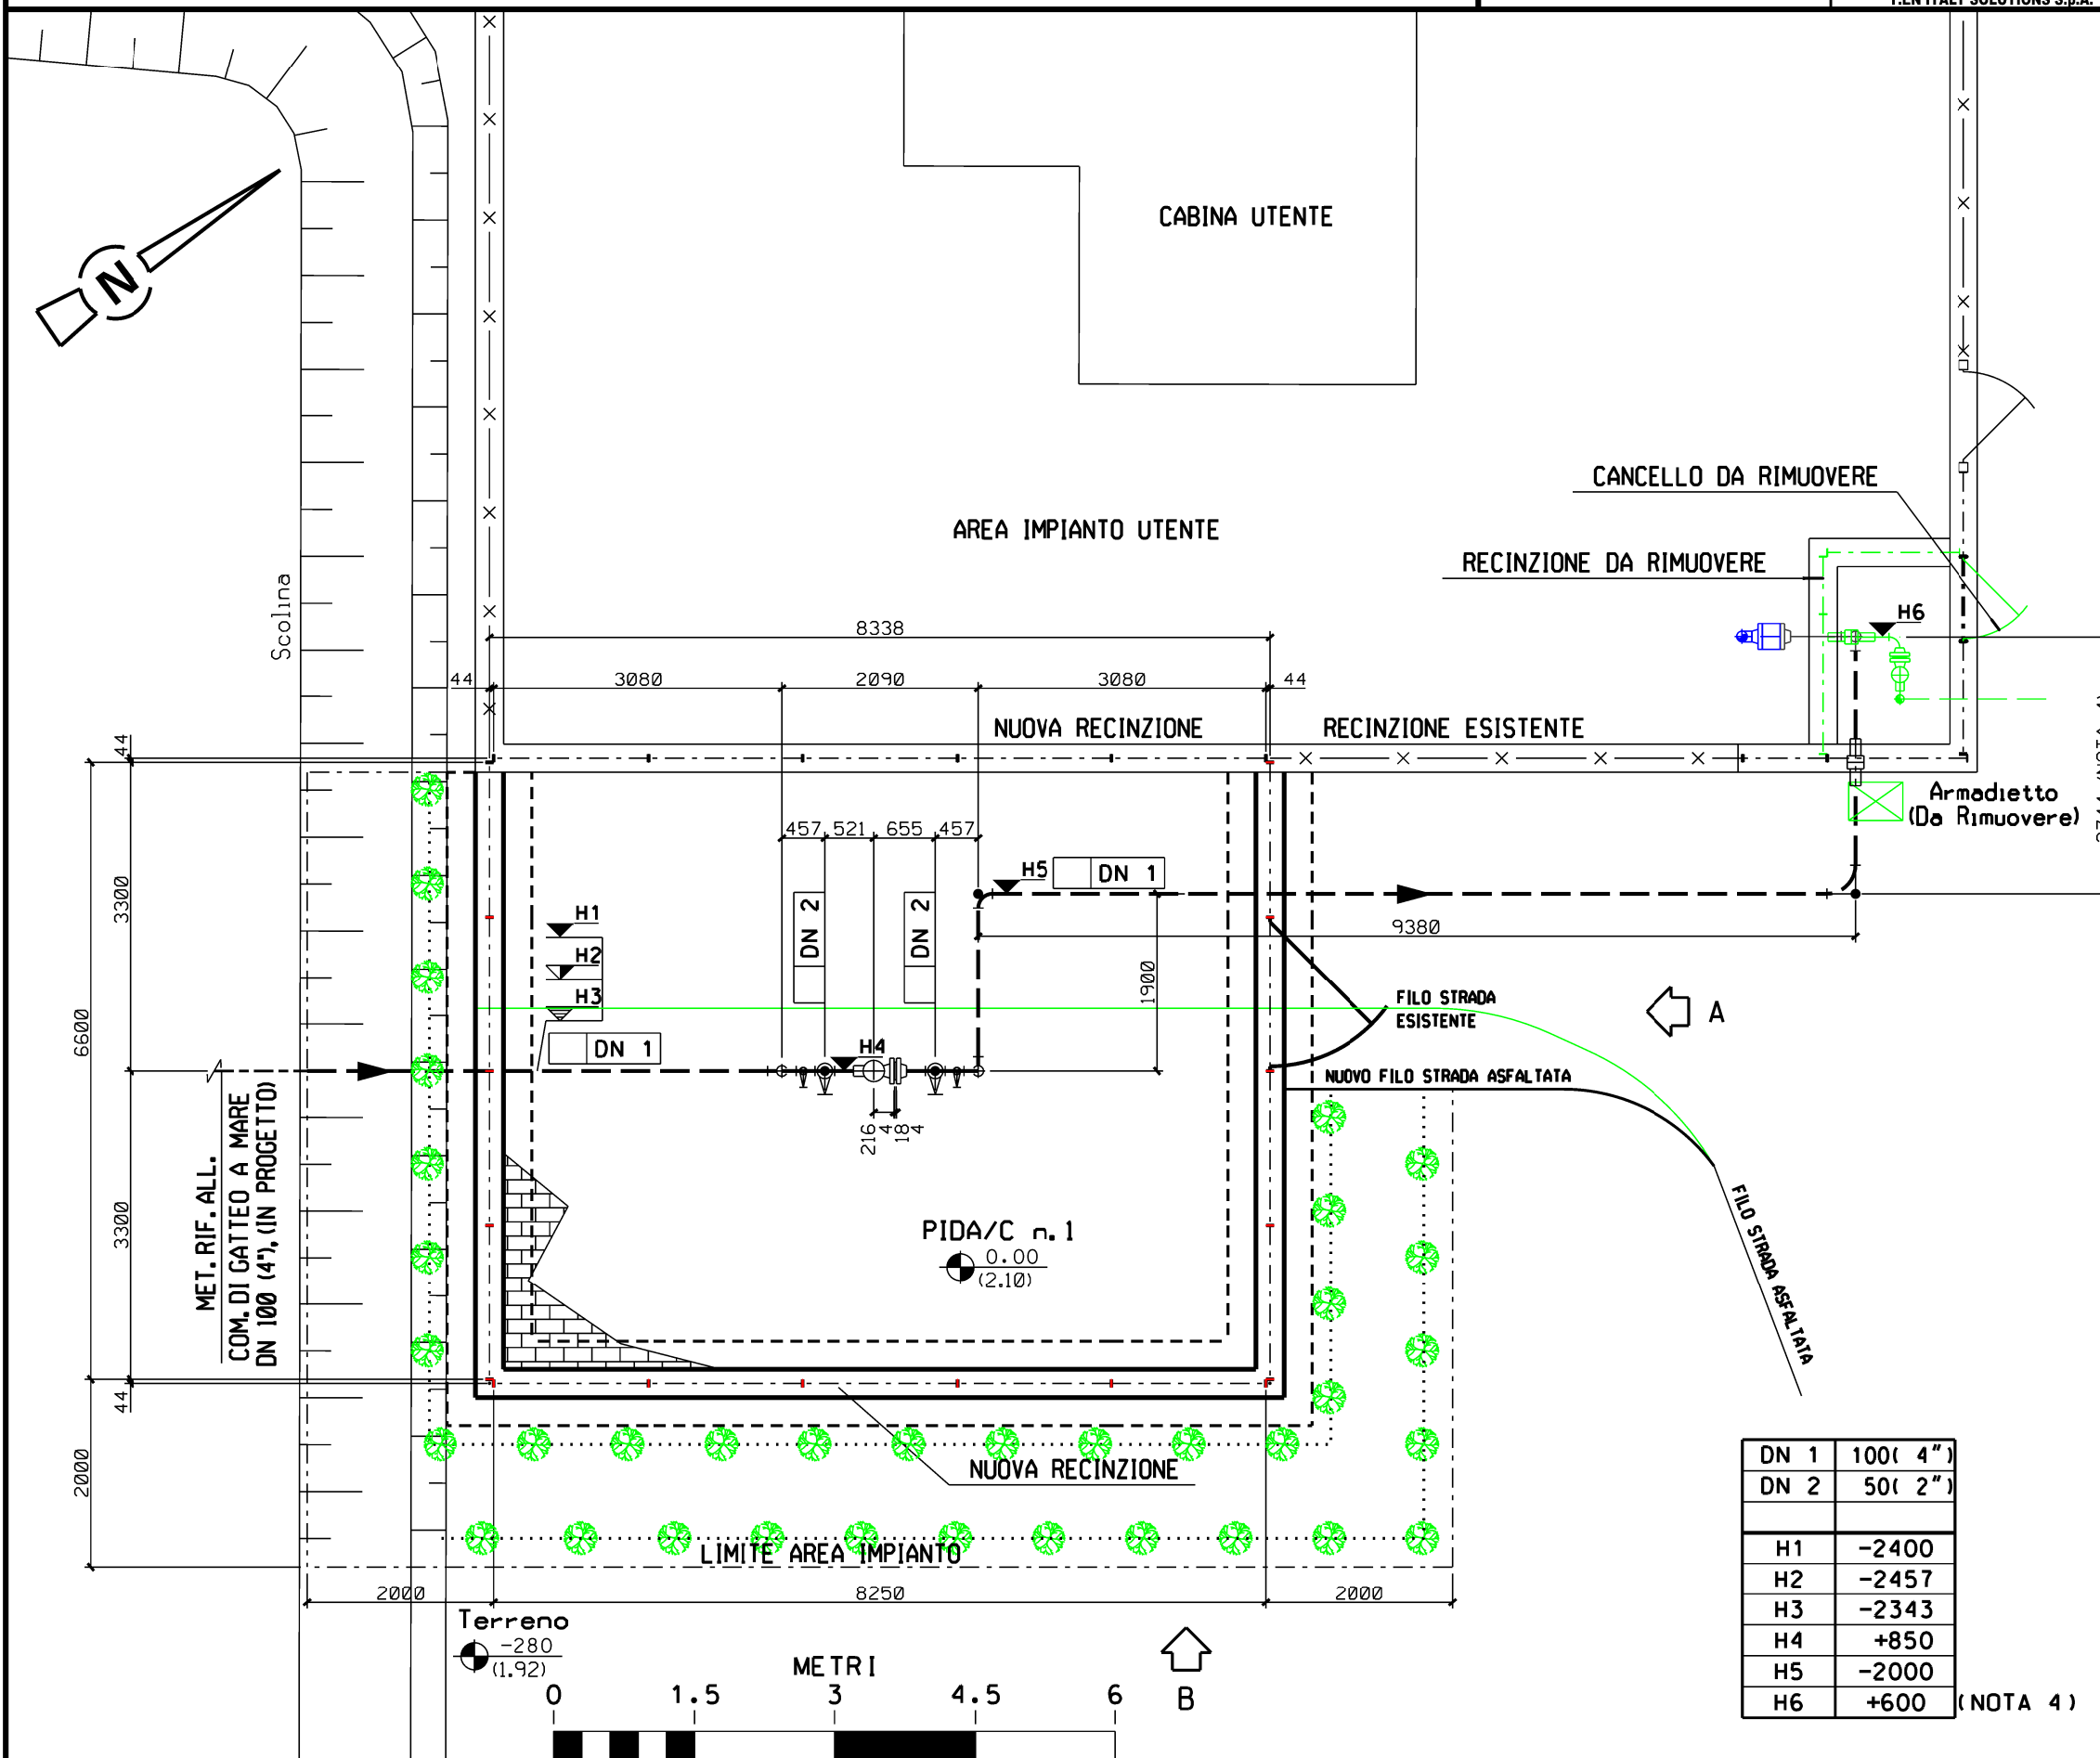 T.EN ITALY SOLUTIONS S.p.A.
N
CABINA UTENTE
CANCELLO DA RIMUOVERE
AREA IMPIANTO UTENTE
RECINZIONE DA RIMUOVERE
Scolina
H6
8338
44
3080
2090
3080
44
NUOVA RECINZIONE
RECINZIONE ESISTENTE
44
Armadietto
(Da Rimuovere)
457
521
655
457
H5
DN 1
3300
DN 2
DN 2
H1
H2
H3
9380
1900
6600
FILO STRADA
ESISTENTE
A
DN 1
H4
NUOVO FILO STRADA ASFALTATA
216
4
18
4
MET.RIF.ALL.
COM.DI GATTEO A MARE
DN 100 (4"),(IN PROGETTO)
3300
PIDA/C n.1
0.00
(2.10)
FILO STRADA ASFALTATA
44
2000
NUOVA RECINZIONE
LIMITE AREA IMPIANTO
2000
8250
2000
Terreno
-280
(1.92)
METRI
0 1.5 3 4.5 6
B
DN 1 100( 4")
DN 2 50( 2")
H1 -2400
H2 -2457
H3 -2343
H4 +850
H5 -2000
H6 +600 (NOTA 4)